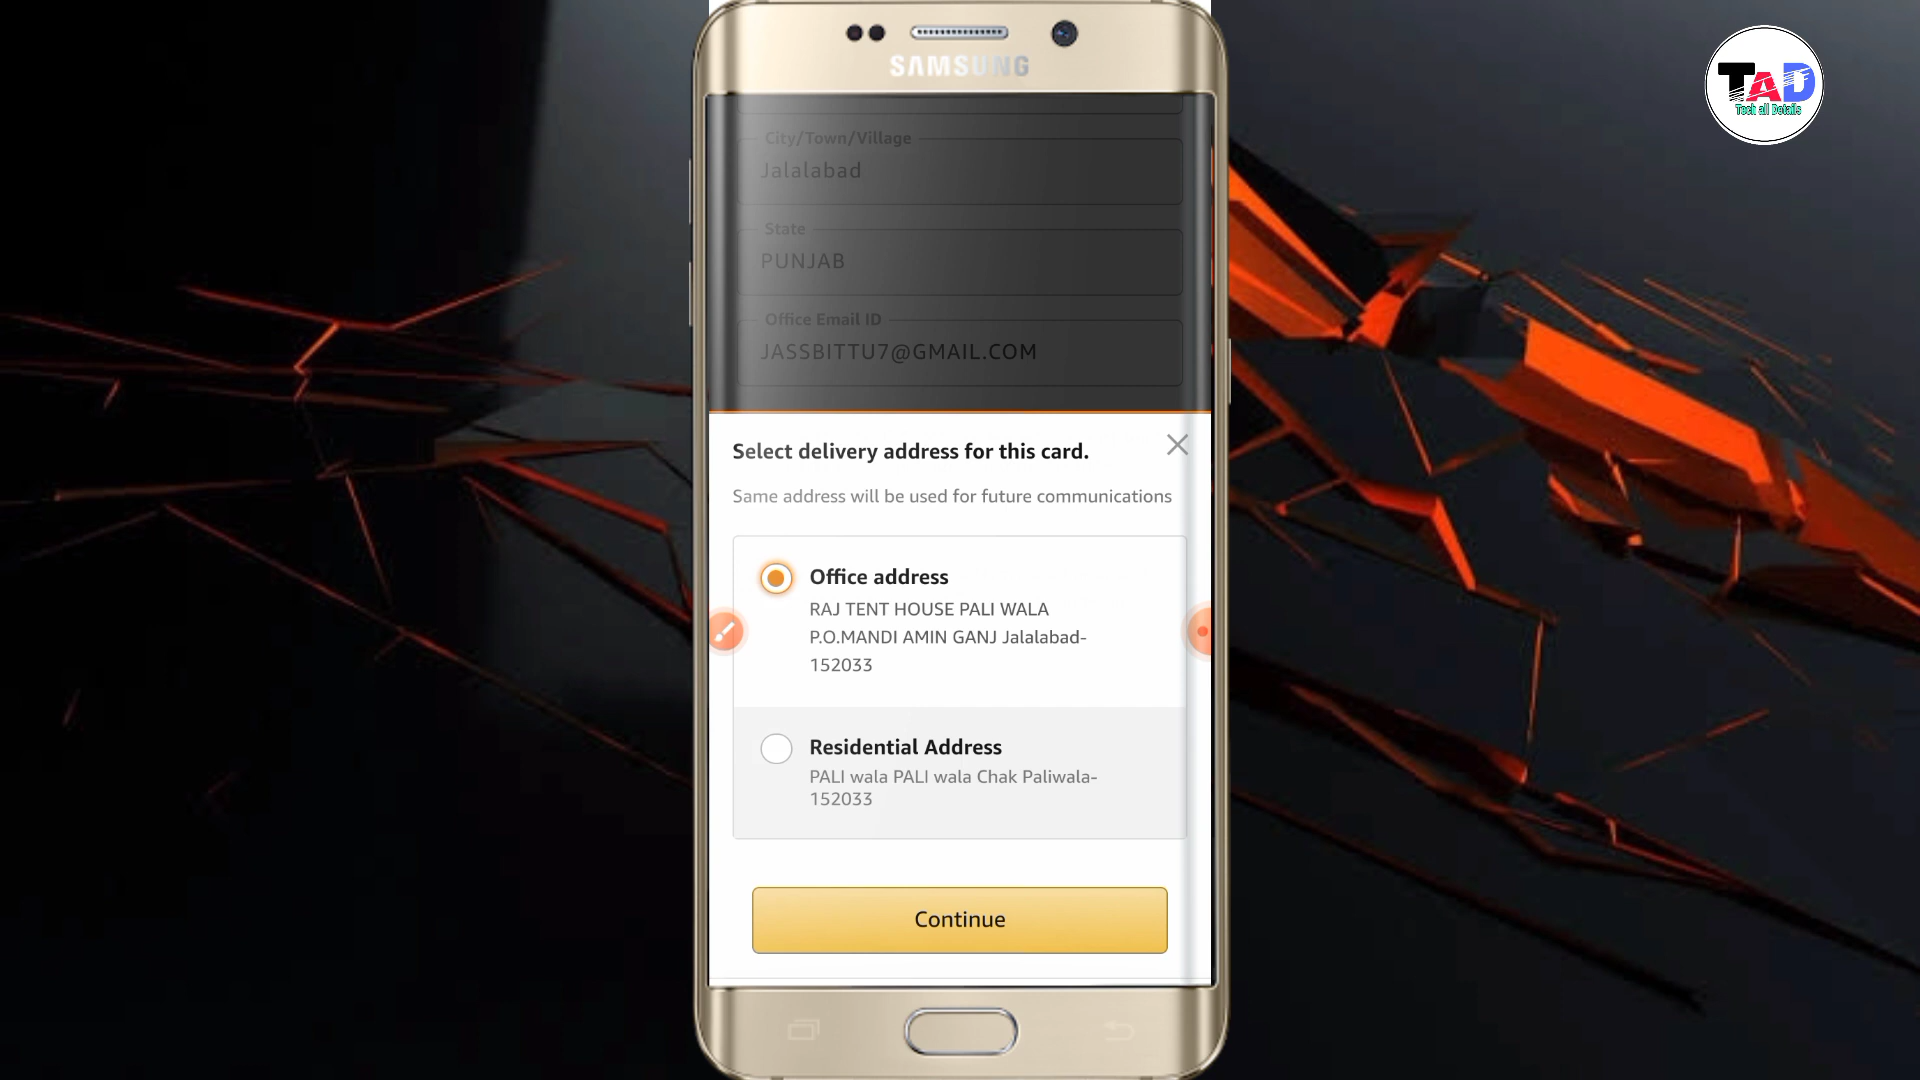 SAMSUNG
TAD
Tech all Details
City/Town/Village
Jalalabad
State
PUNJAB
Office Email ID
JASSBITTU7@GMAIL.COM
Select delivery address for this card.
Same address will be used for future communications
Office address
RAJ TENT HOUSE PALI WALA
P.O.MANDI AMIN GANJ Jalalabad-
152033
Residential Address
PALI wala PALI wala Chak Paliwala-
152033
Continue